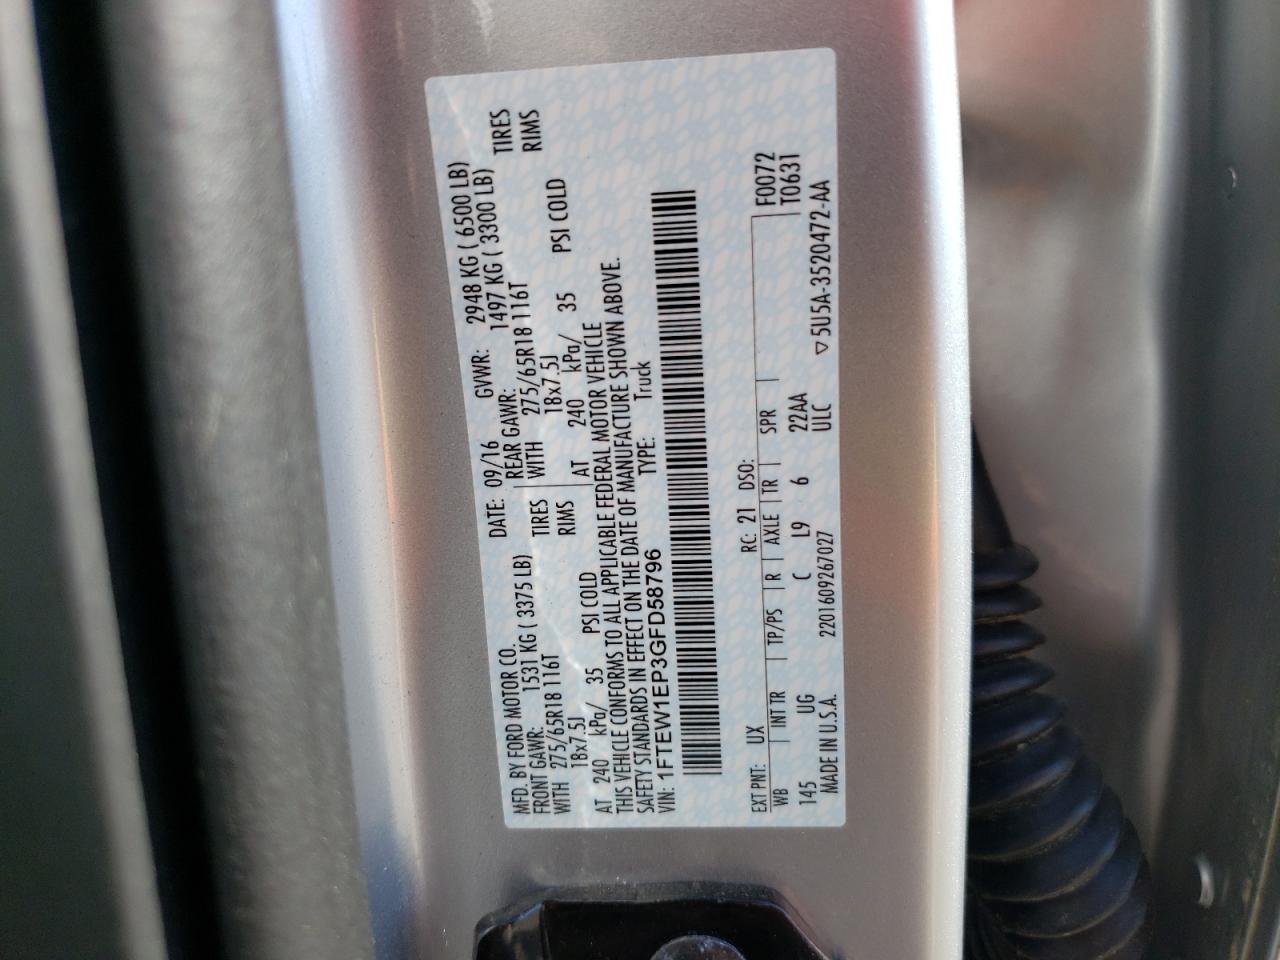 MFD. BY FORD MOTOR CO.
DATE: 09/16 GVWR: 2948 KG ( 6500 LB)
FRONT GAWR: 1531 KG ( 3375 LB) REAR GAWR: 1497 KG ( 3300 LB)
WITH 275/65R18 116T TIRES WITH 275/65R18 116T TIRES
18x7.5J RIMS 18x7.5J RIMS
AT 240 kPa/ 35 PSI COLD AT 240 kPa/ 35 PSI COLD
THIS VEHICLE CONFORMS TO ALL APPLICABLE FEDERAL MOTOR VEHICLE
SAFETY STANDARDS IN EFFECT ON THE DATE OF MANUFACTURE SHOWN ABOVE.
VIN: 1FTEW1EP3GFD58796 TYPE: Truck
EXT PNT: UX RC: 21 DSO: F0072
WB INT TR TP/PS R AXLE TR SPR T0631
145 UG C L9 6 22AA
MADE IN U.S.A. 2201609267027 ULC ▽5U5A-3520472-AA